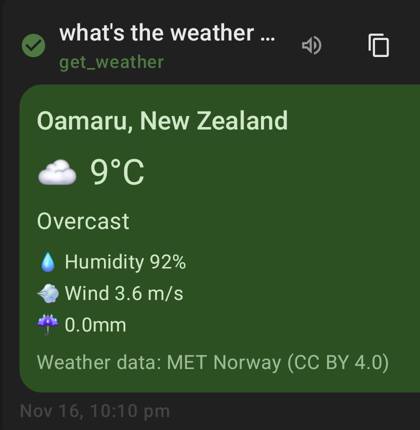 what's the weather ...
get_weather
Oamaru, New Zealand
9°C
Overcast
Humidity 92%
Wind 3.6 m/s
0.0mm
Weather data: MET Norway (CC BY 4.0)
Nov 16, 10:10 pm